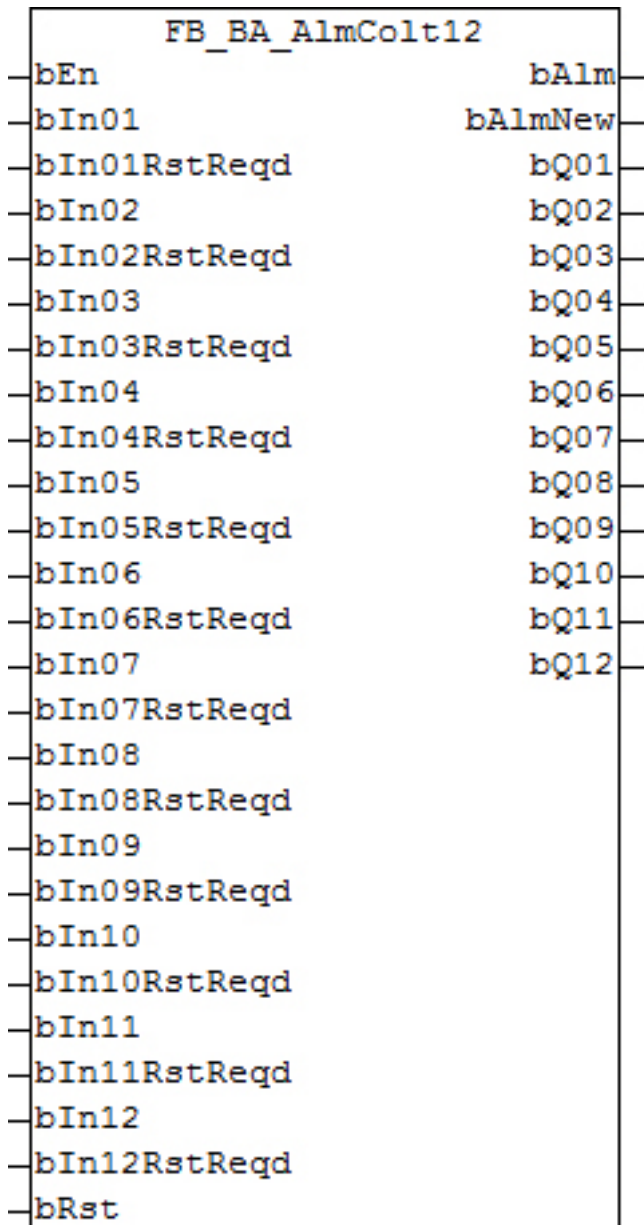 FB_BA_AlmColt12
bEn bAlm
bIn01 bAlmNew
bIn01RstReqd bQ01
bIn02 bQ02
bIn02RstReqd bQ03
bIn03 bQ04
bIn03RstReqd bQ05
bIn04 bQ06
bIn04RstReqd bQ07
bIn05 bQ08
bIn05RstReqd bQ09
bIn06 bQ10
bIn06RstReqd bQ11
bIn07 bQ12
bIn07RstReqd
bIn08
bIn08RstReqd
bIn09
bIn09RstReqd
bIn10
bIn10RstReqd
bIn11
bIn11RstReqd
bIn12
bIn12RstReqd
bRst